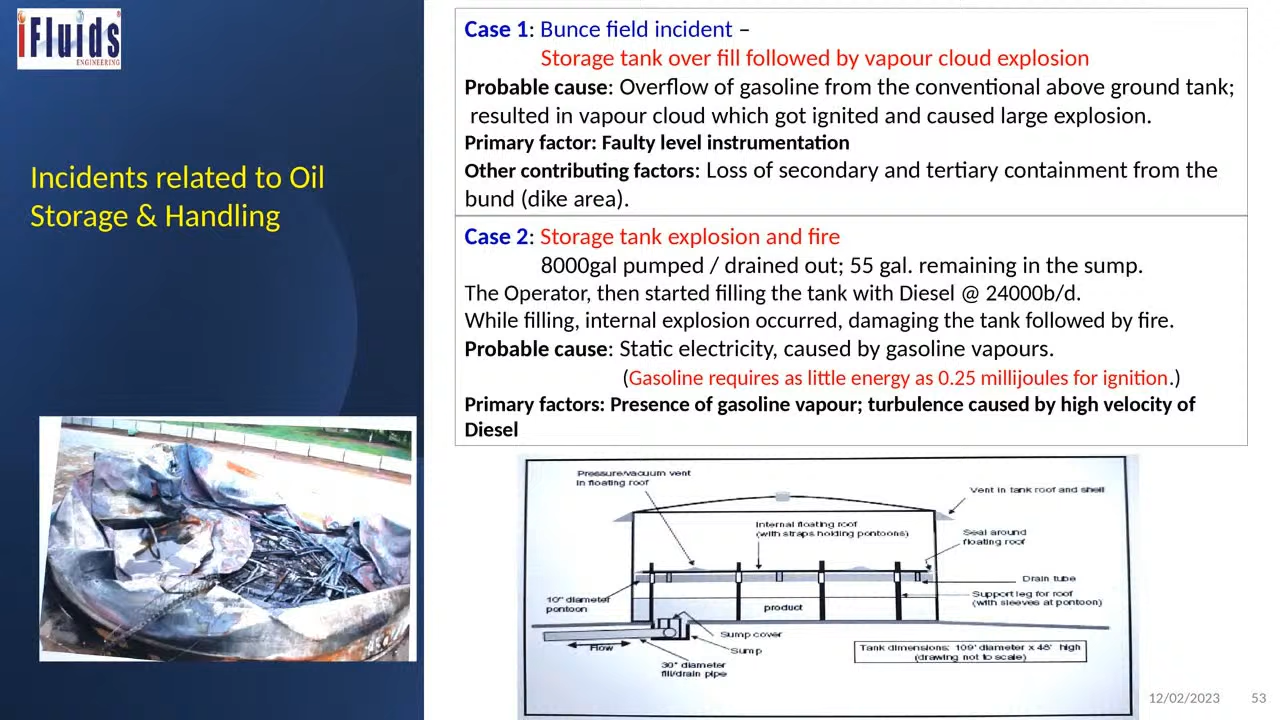 iFluids
ENGINEERING
Incidents related to Oil
Storage & Handling
Case 1: Bunce field incident –
Storage tank over fill followed by vapour cloud explosion
Probable cause: Overflow of gasoline from the conventional above ground tank;
resulted in vapour cloud which got ignited and caused large explosion.
Primary factor: Faulty level instrumentation
Other contributing factors: Loss of secondary and tertiary containment from the
bund (dike area).
Case 2: Storage tank explosion and fire
8000gal pumped / drained out; 55 gal. remaining in the sump.
The Operator, then started filling the tank with Diesel @ 24000b/d.
While filling, internal explosion occurred, damaging the tank followed by fire.
Probable cause: Static electricity, caused by gasoline vapours.
(Gasoline requires as little energy as 0.25 millijoules for ignition.)
Primary factors: Presence of gasoline vapour; turbulence caused by high velocity of
Diesel
Pressure/vacuum vent
in floating roof
Vent in tank roof and shell
Internal floating roof
(with straps holding pontoons)
Seal around
floating roof
Drain tube
10" diameter
pontoon
Support leg for roof
(with sleeves at pontoon)
product
Sump cover
Flow
Sump
Tank dimensions: 109' diameter x 48' high
(drawing not to scale)
30" diameter
fill/drain pipe
12/02/2023
53